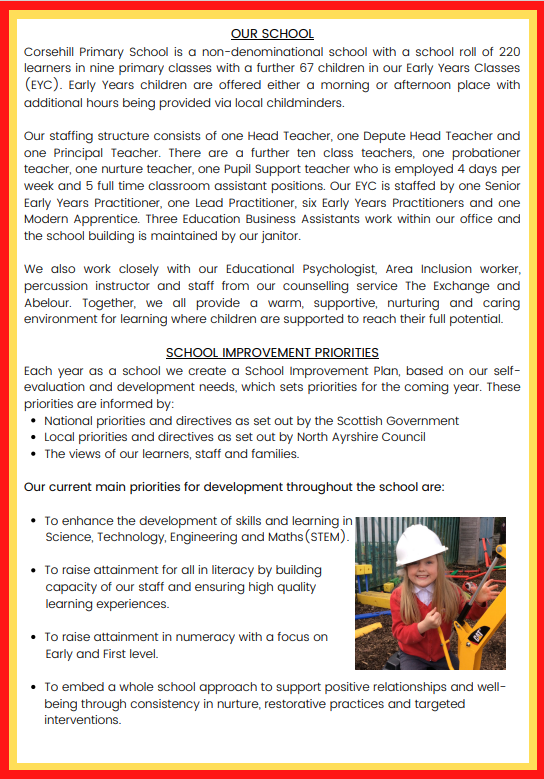 OUR SCHOOL
Corsehill Primary School is a non-denominational school with a school roll of 220
learners in nine primary classes with a further 67 children in our Early Years Classes
(EYC). Early Years children are offered either a morning or afternoon place with
additional hours being provided via local childminders.
Our staffing structure consists of one Head Teacher, one Depute Head Teacher and
one Principal Teacher. There are a further ten class teachers, one probationer
teacher, one nurture teacher, one Pupil Support teacher who is employed 4 days per
week and 5 full time classroom assistant positions. Our EYC is staffed by one Senior
Early Years Practitioner, one Lead Practitioner, six Early Years Practitioners and one
Modern Apprentice. Three Education Business Assistants work within our office and
the school building is maintained by our janitor.
We also work closely with our Educational Psychologist, Area Inclusion worker,
percussion instructor and staff from our counselling service The Exchange and
Abelour. Together, we all provide a warm, supportive, nurturing and caring
environment for learning where children are supported to reach their full potential.
SCHOOL IMPROVEMENT PRIORITIES
Each year as a school we create a School Improvement Plan, based on our self-
evaluation and development needs, which sets priorities for the coming year. These
priorities are informed by:
• National priorities and directives as set out by the Scottish Government
• Local priorities and directives as set out by North Ayrshire Council
• The views of our learners, staff and families.
Our current main priorities for development throughout the school are:
• To enhance the development of skills and learning in
Science, Technology, Engineering and Maths(STEM).
• To raise attainment for all in literacy by building
capacity of our staff and ensuring high quality
learning experiences.
• To raise attainment in numeracy with a focus on
Early and First level.
• To embed a whole school approach to support positive relationships and well-
being through consistency in nurture, restorative practices and targeted
interventions.
CAT